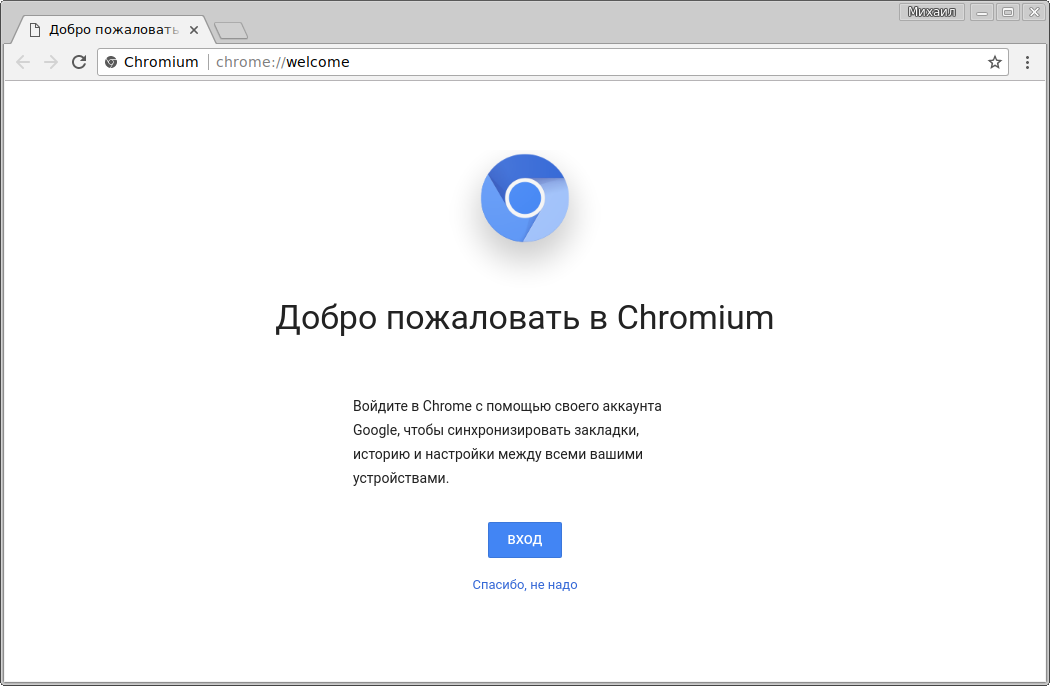 Михаил
Добро пожаловать
Chromium | chrome://welcome
Добро пожаловать в Chromium
Войдите в Chrome с помощью своего аккаунта
Google, чтобы синхронизировать закладки,
историю и настройки между всеми вашими
устройствами.
ВХОД
Спасибо, не надо